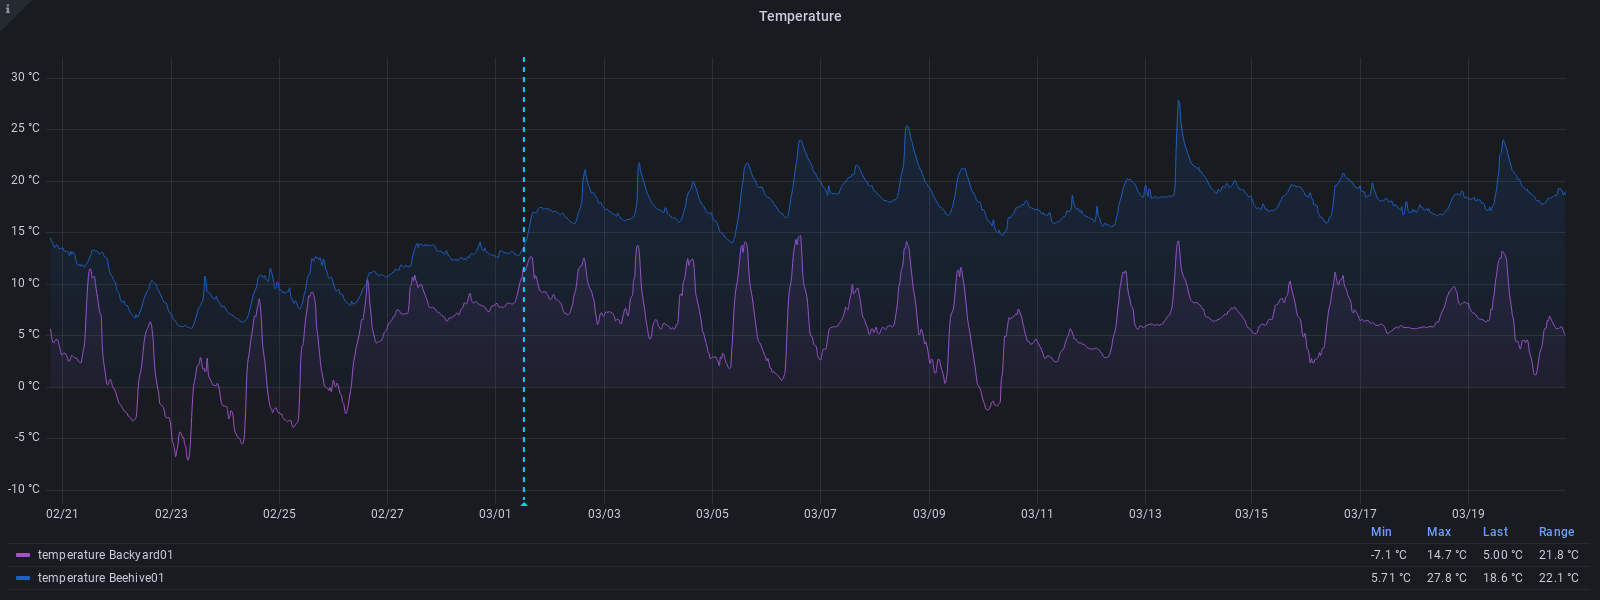 i
Temperature
30 °C
25 °C
20 °C
15 °C
10 °C
5 °C
0 °C
-5 °C
-10 °C
02/21 02/23 02/25 02/27 03/01 03/03 03/05 03/07 03/09 03/11 03/13 03/15 03/17 03/19
Min Max Last Range
temperature Backyard01 -7.1 °C 14.7 °C 5.00 °C 21.8 °C
temperature Beehive01 5.71 °C 27.8 °C 18.6 °C 22.1 °C